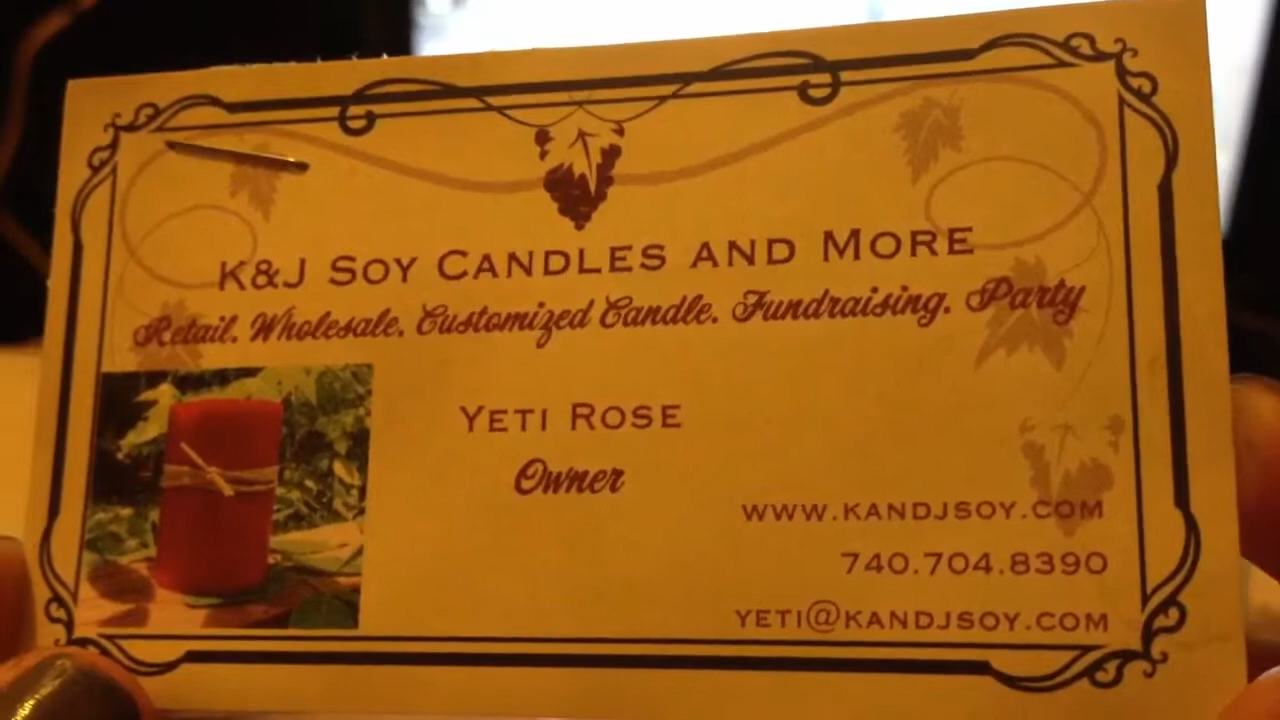 K&J Soy Candles and More
Retail. Wholesale. Customized Candle. Fundraising. Party
Yeti Rose
Owner
www.kandjsoy.com
740.704.8390
yeti@kandjsoy.com